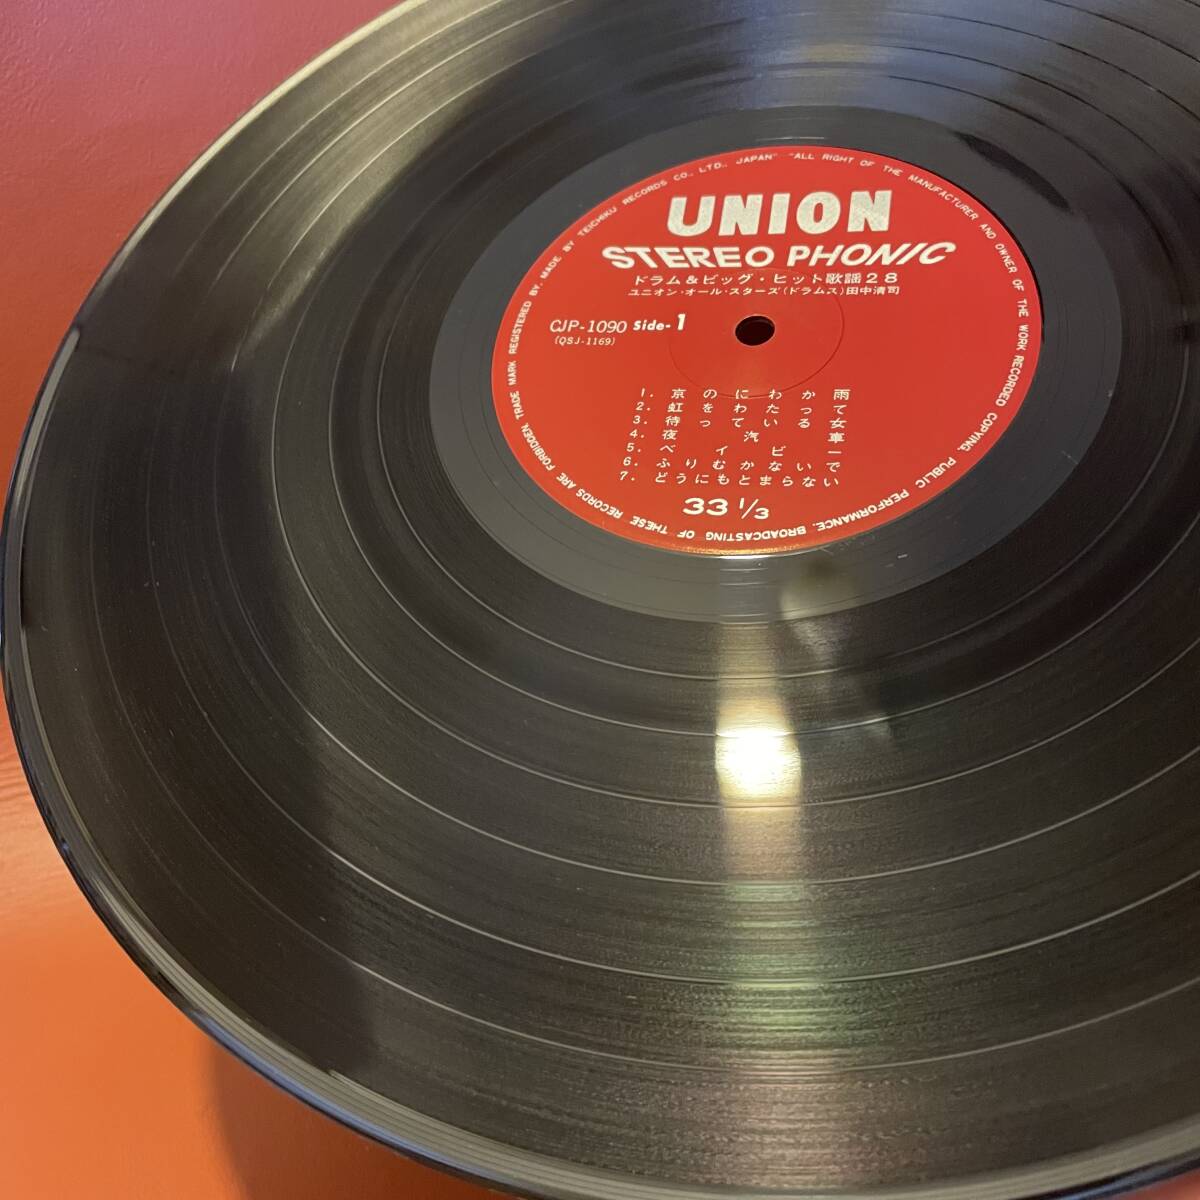 UNION
STEREO PHONIC
ドラム&ビッグ・ヒット歌謡28
ユニオン・オール・スターズ(ドラムス)田中清司
CJP-1090 Side-1
(QSJ-1169)
1. 京のにわか雨
2. 虹をわたって
3. 待っている女
4. 夜汽車
5. ベイビー
6. ふりむかないで
7. どうにもとまらない
33 1/3
TRADE MARK REGISTERED BY. MADE BY TEICHIKU RECORDS CO., LTD., JAPAN" "ALL RIGHT OF THE MANUFACTURER AND OWNER OF THE WORK RECORDED COPYING, PUBLIC PERFORMANCE, BROADCASTING OF THESE RECORDS ARE FORBIDDEN.